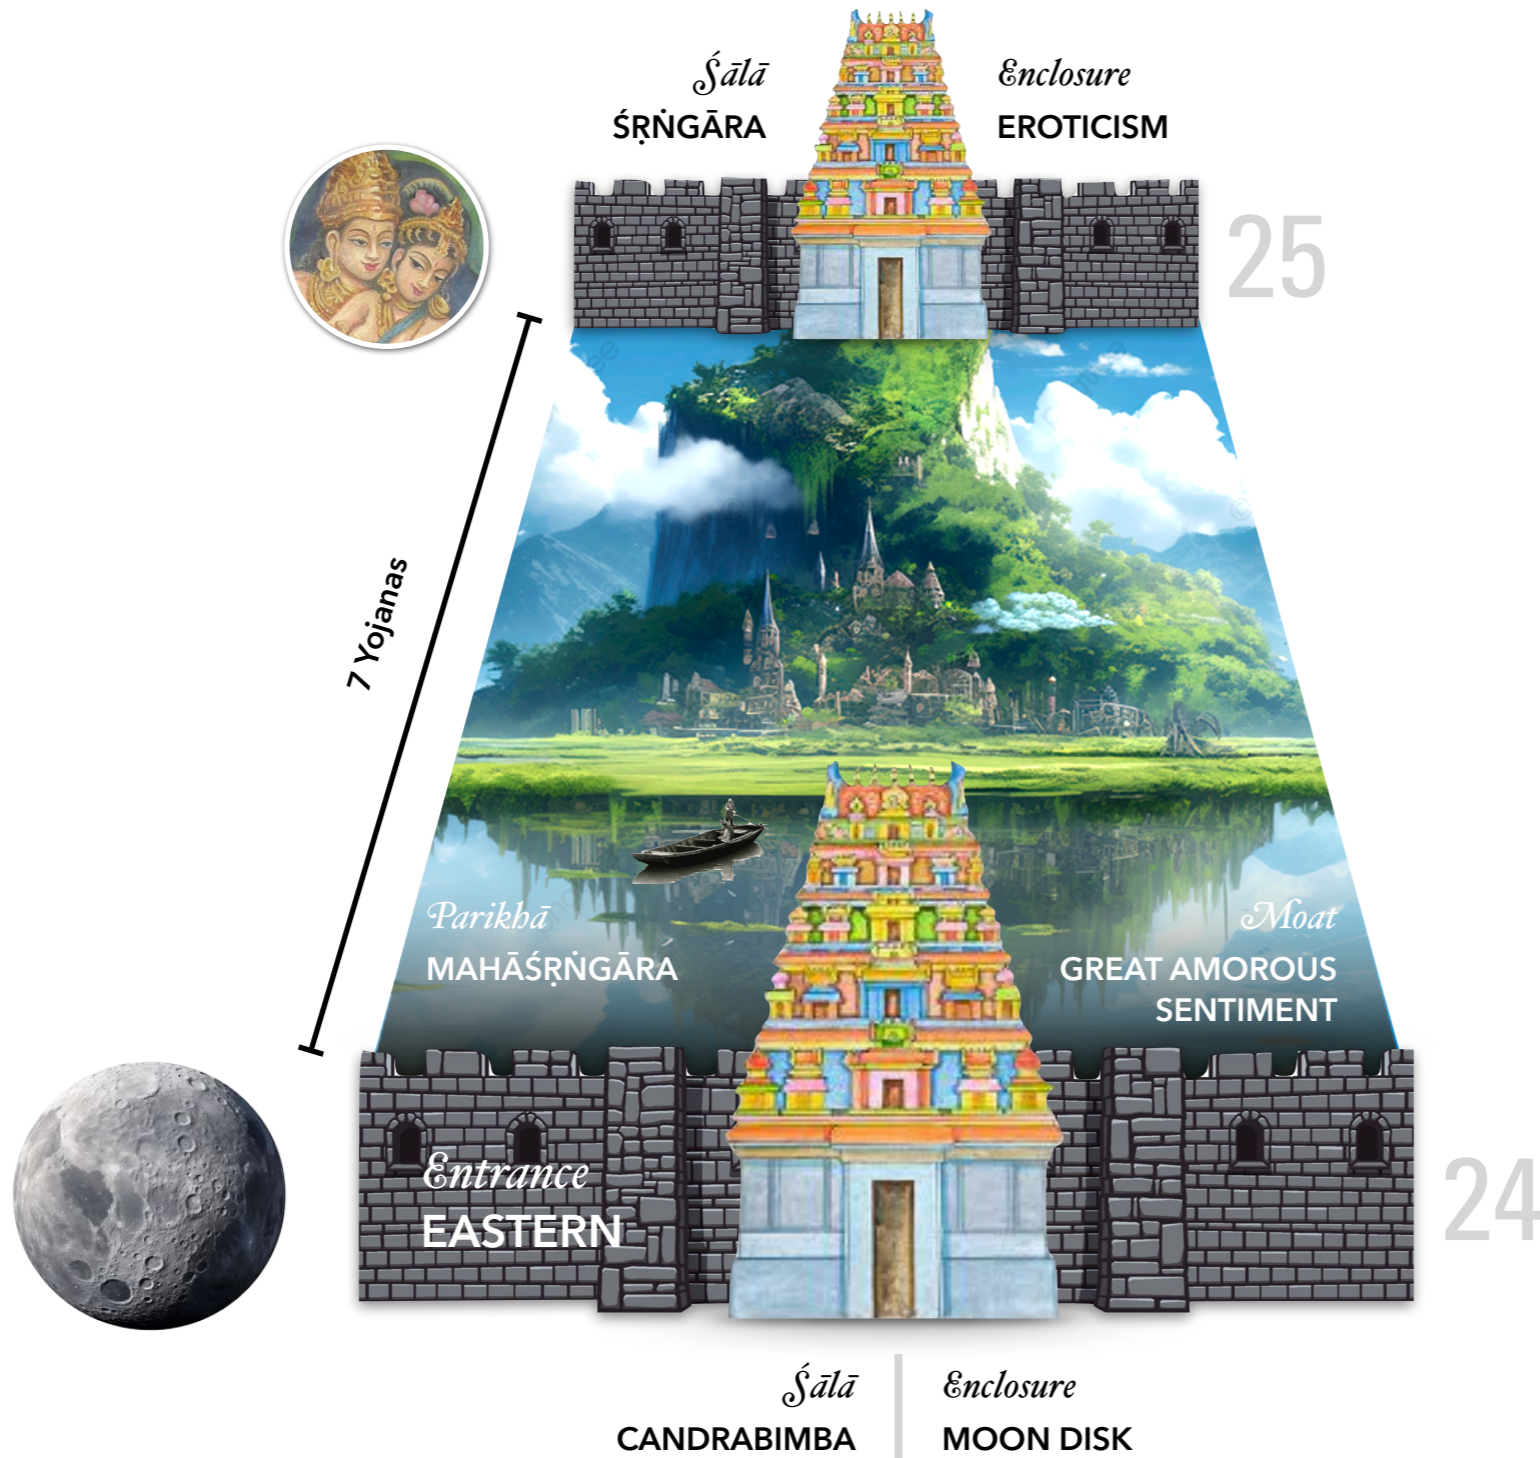 Śālā
ŚṚṄGĀRA
Enclosure
EROTICISM
25
7 Yojanas
Parikhā
MAHĀŚṚṄGĀRA
Moat
GREAT AMOROUS
SENTIMENT
Entrance
EASTERN
24
Śālā
CANDRABIMBA
Enclosure
MOON DISK